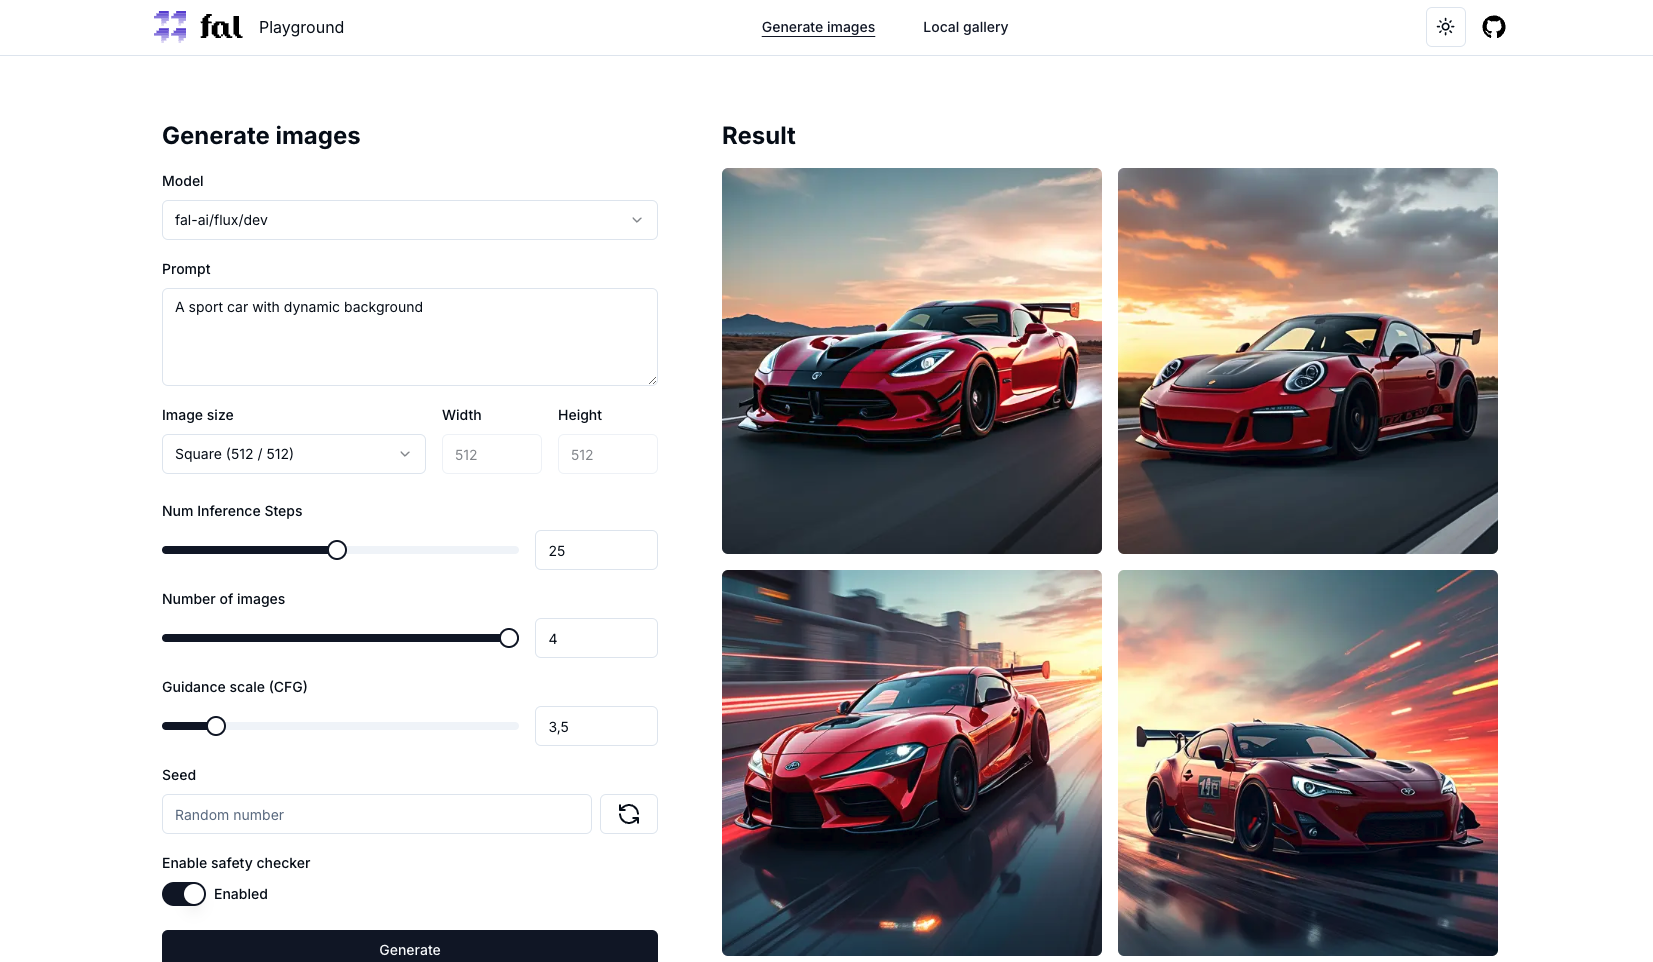 fal
Playground
Generate images
Local gallery
Generate images
Model
fal-ai/flux/dev
Prompt
A sport car with dynamic background
Image size
Width
Height
Square (512 / 512)
512
512
Num Inference Steps
25
Number of images
4
Guidance scale (CFG)
3,5
Seed
Random number
Enable safety checker
Enabled
Generate
Result